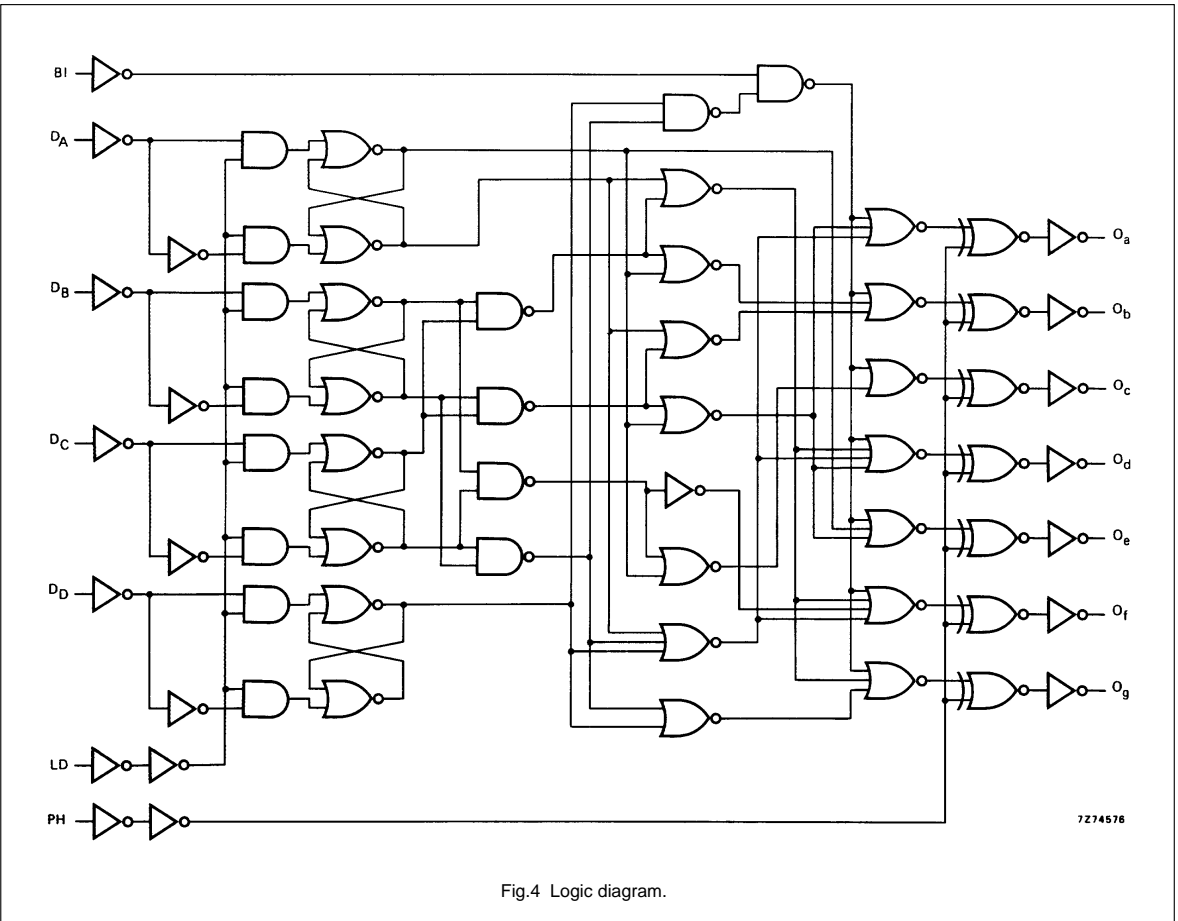 BI
DA
Oa
DB
Ob
Oc
DC
Od
Oe
DD
Of
Og
LD
PH
7Z74576
Fig.4 Logic diagram.